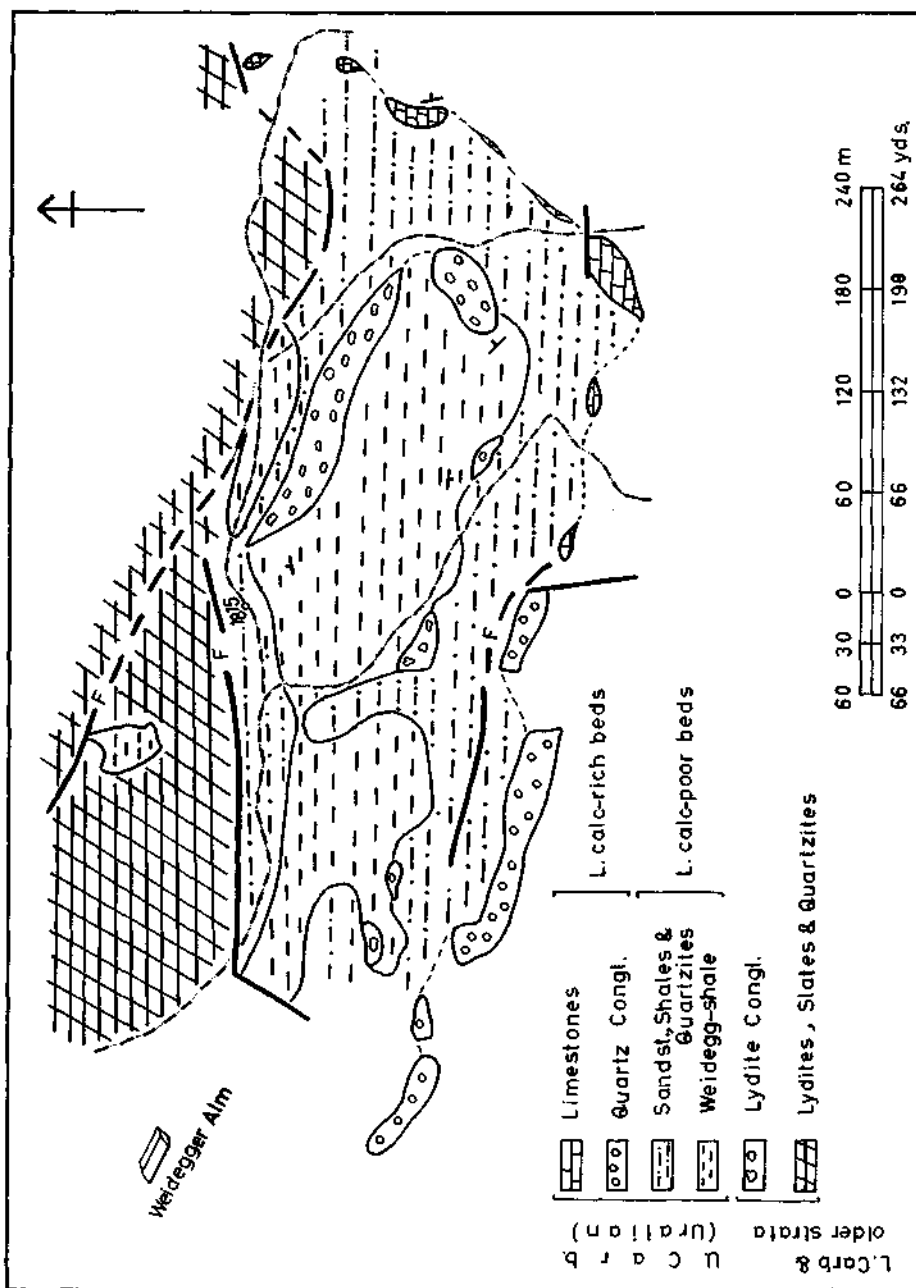 F
F
1815
F
Weidegger Alm
U. Carb. (Uralian)
L. Carb & older strata
Limestones
Quartz Congl.
Sandst., Shales & Quartzites
Weidegg-shale
Lydite Congl.
Lydites, Slates & Quartzites
L. calc-rich beds
L. calc-poor beds
60 30 0 60 120 180 240 m
66 33 0 66 132 198 264 yds.